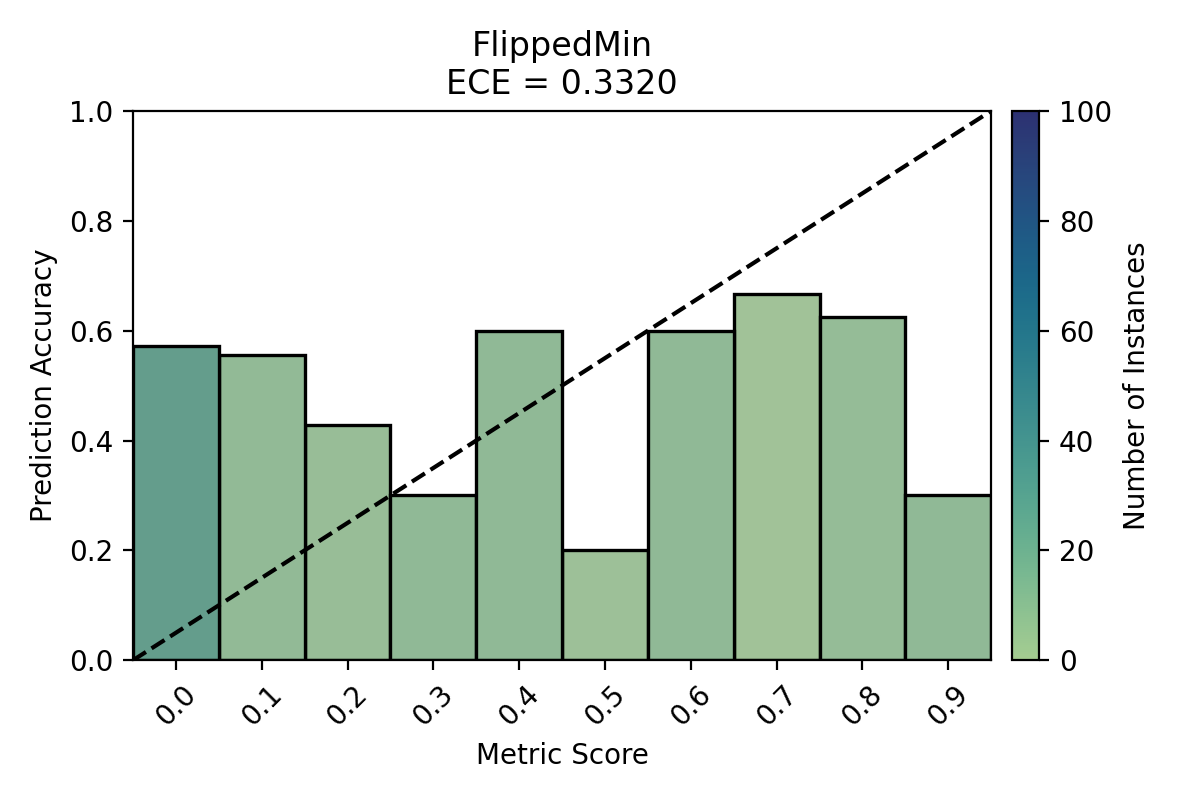 FlippedMin
ECE = 0.3320
Prediction Accuracy
1.0
0.8
0.6
0.4
0.2
0.0
0.0 0.1 0.2 0.3 0.4 0.5 0.6 0.7 0.8 0.9
Metric Score
100
80
60
40
20
0
Number of Instances